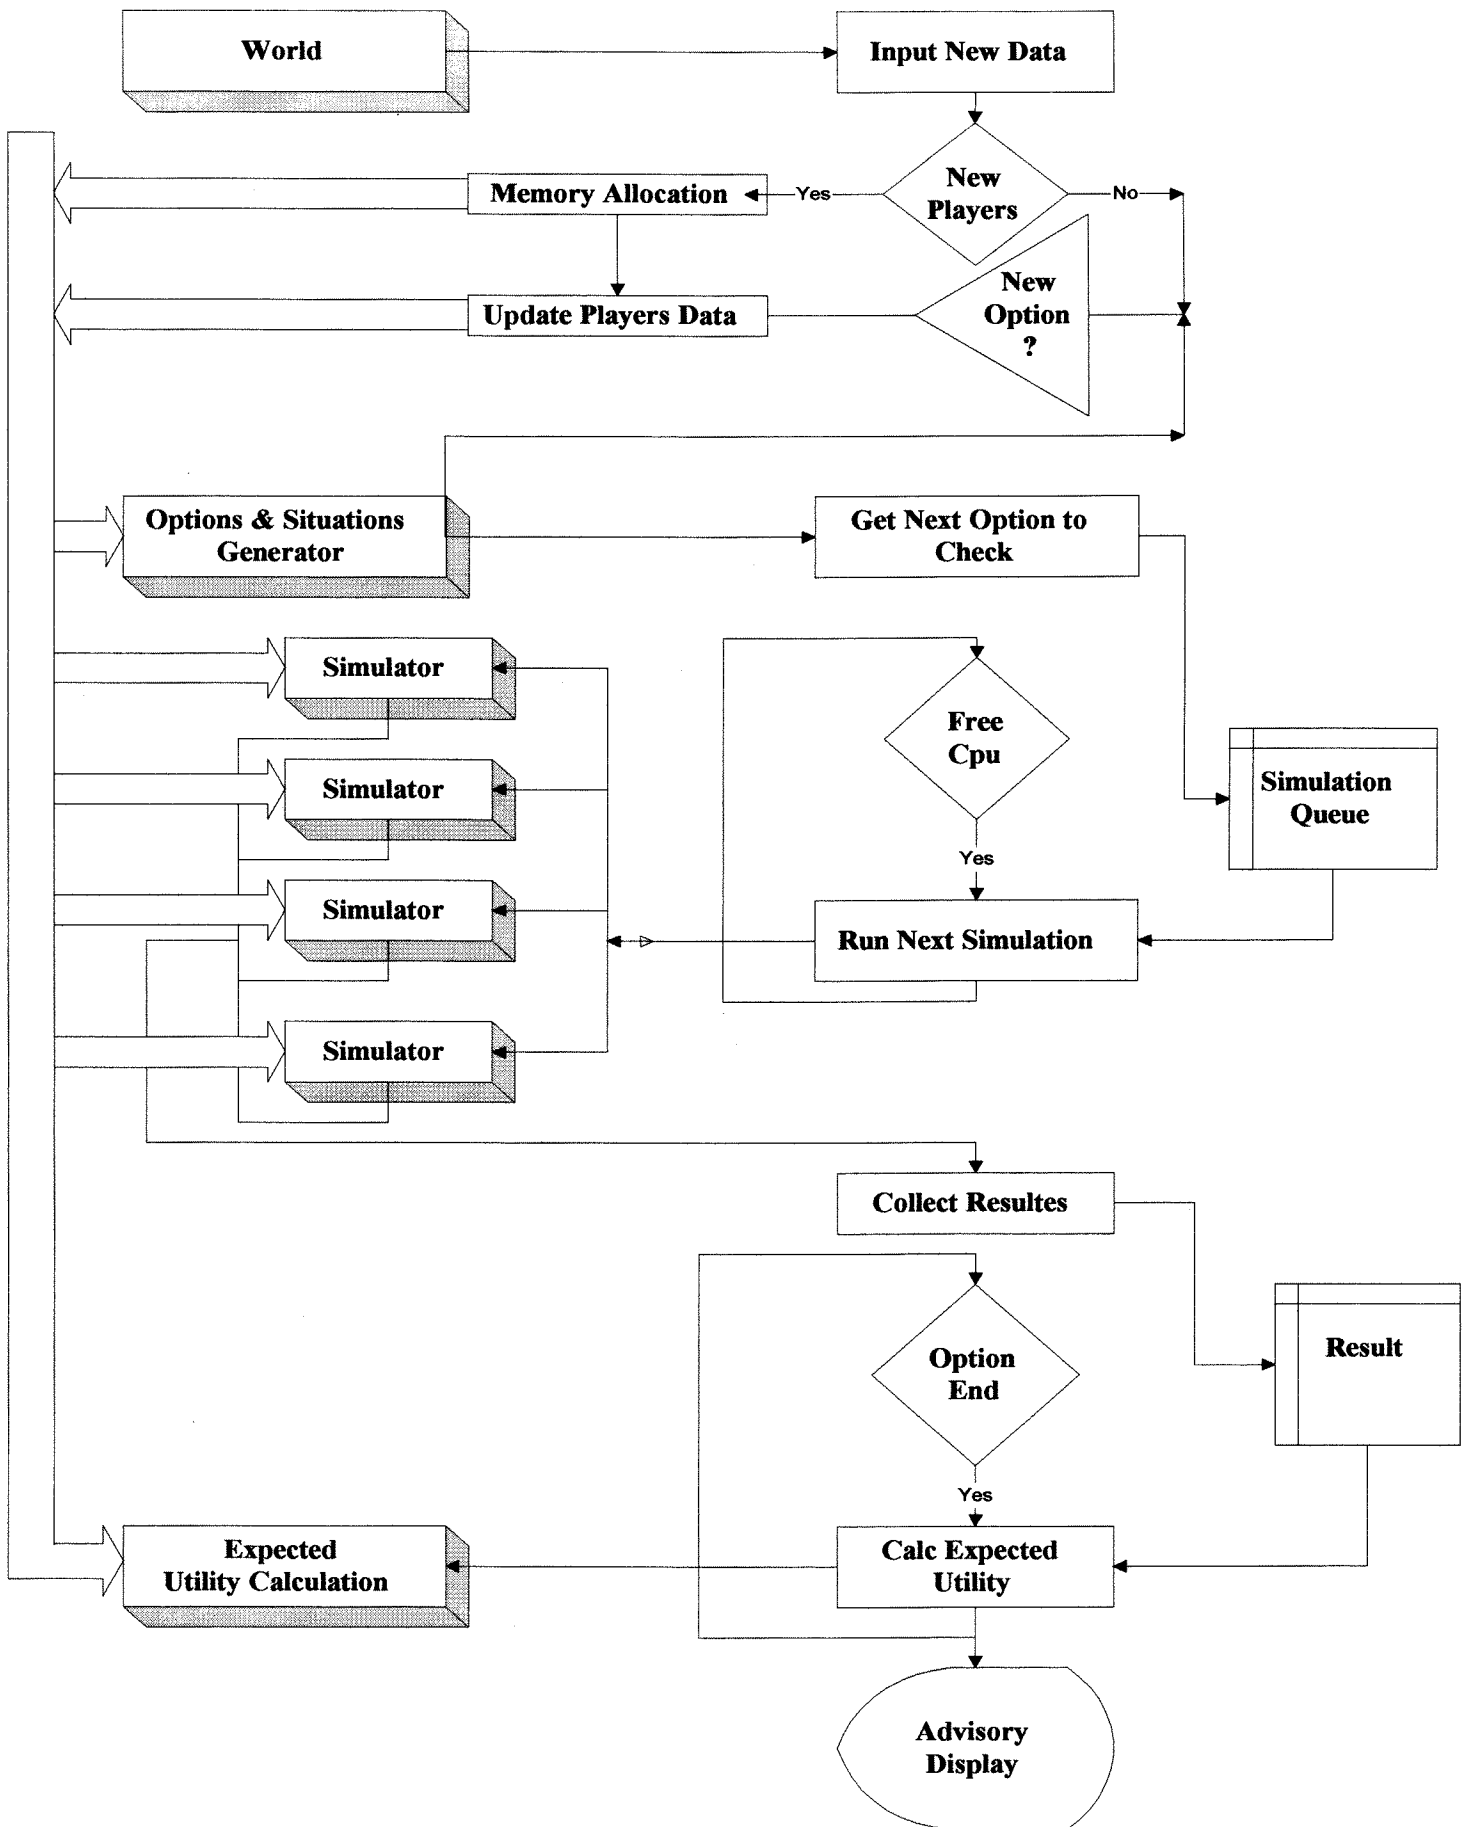 World
Input New Data
New
Players
Yes
No
Memory Allocation
New
Option
?
Update Players Data
Options & Situations
Generator
Get Next Option to
Check
Simulator
Free
Cpu
Simulator
Simulation
Queue
Yes
Simulator
Run Next Simulation
Simulator
Collect Resultes
Option
End
Result
Yes
Expected
Utility Calculation
Calc Expected
Utility
Advisory
Display